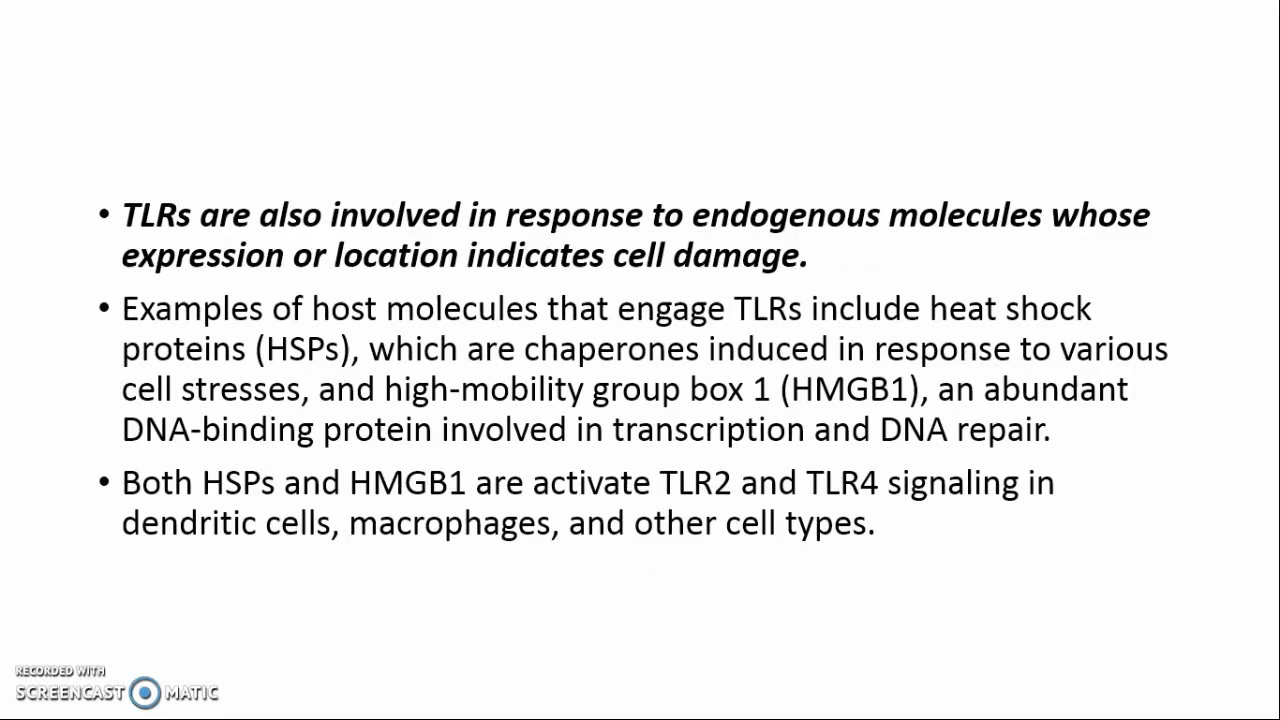 • TLRs are also involved in response to endogenous molecules whose
expression or location indicates cell damage.
• Examples of host molecules that engage TLRs include heat shock
proteins (HSPs), which are chaperones induced in response to various
cell stresses, and high-mobility group box 1 (HMGB1), an abundant
DNA-binding protein involved in transcription and DNA repair.
• Both HSPs and HMGB1 are activate TLR2 and TLR4 signaling in
dendritic cells, macrophages, and other cell types.
RECORDED WITH
SCREENCAST MATIC